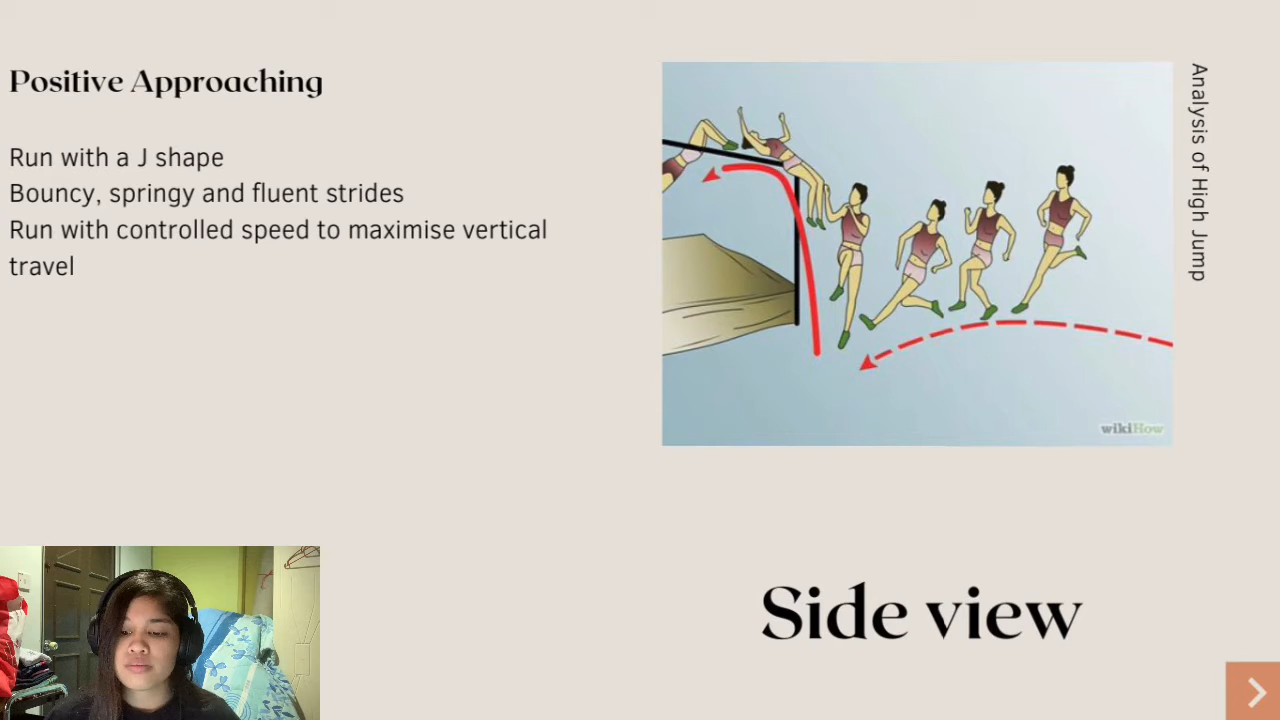 Positive Approaching
Run with a J shape
Bouncy, springy and fluent strides
Run with controlled speed to maximise vertical
travel
Analysis of High Jump
wikiHow
Side view